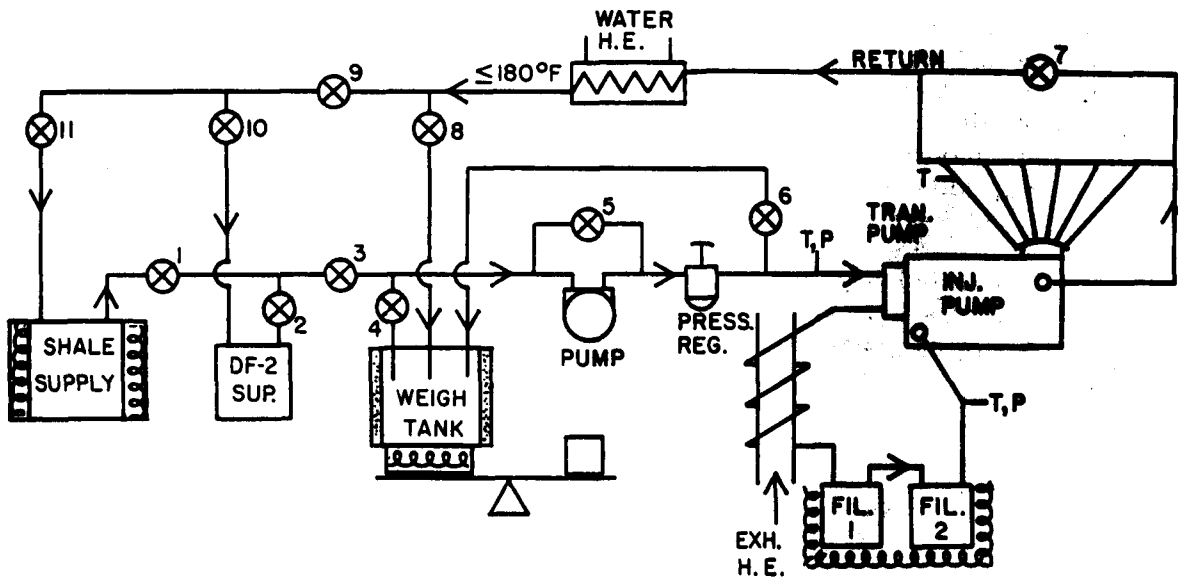 WATER
H.E.
≤180°F
RETURN
7
9
11
10
8
T
6
5
TRAN.
PUMP
T,P
1
3
2
4
INJ.
PUMP
PRESS.
REG.
PUMP
SHALE
SUPPLY
DF-2
SUP.
WEIGH
TANK
T,P
FIL.
1
FIL.
2
EXH.
H.E.